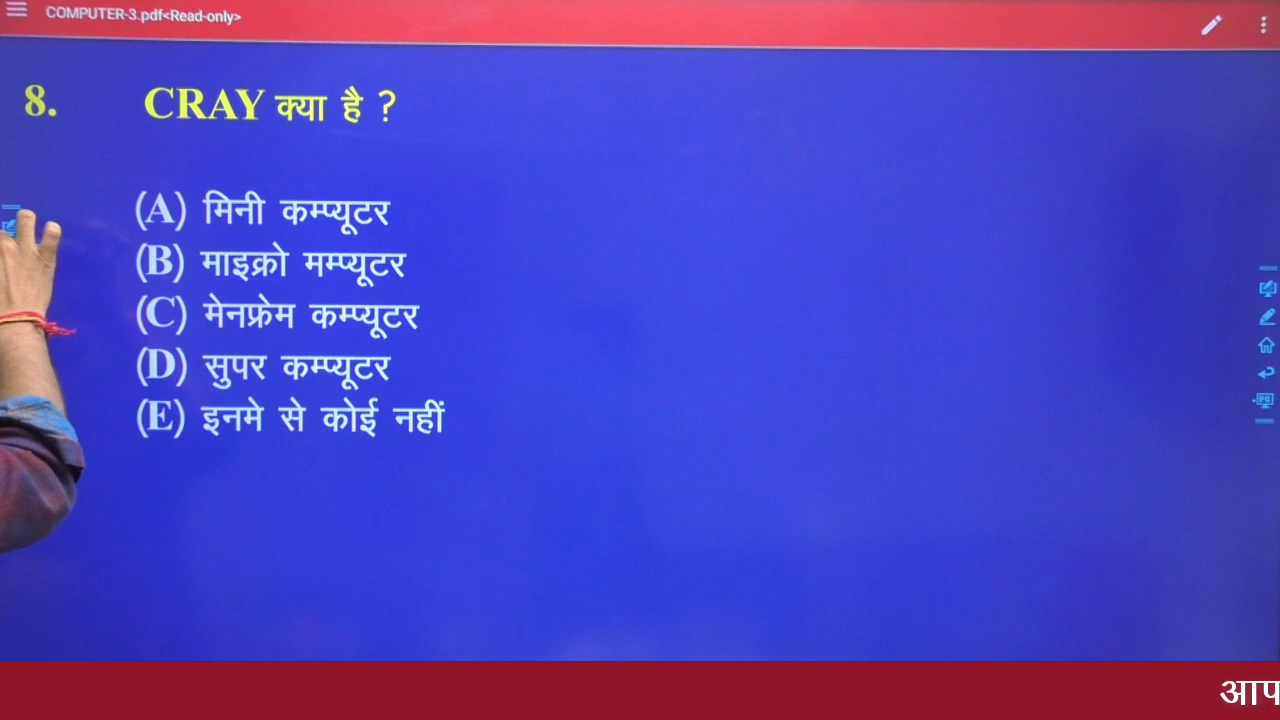 COMPUTER-3.pdf<Read-only>
8. CRAY क्या है ?
(A) मिनी कम्प्यूटर
(B) माइक्रो मम्प्यूटर
(C) मेनफ्रेम कम्प्यूटर
(D) सुपर कम्प्यूटर
(E) इनमे से कोई नहीं
आप